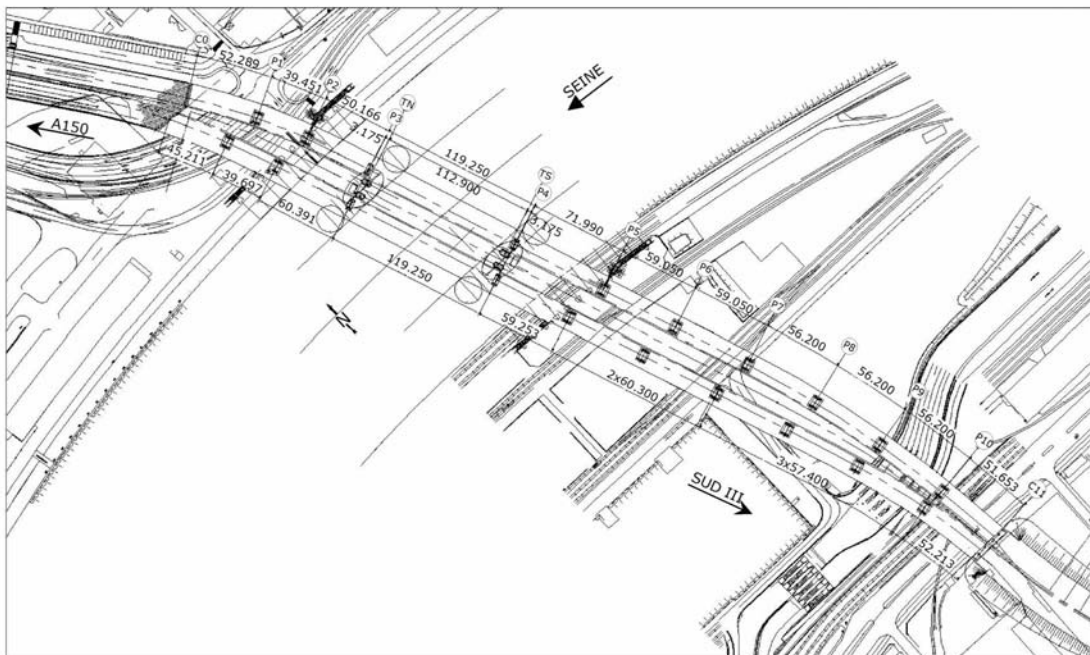 C0
52.289
P1
39.451
P2
50.166
3.175
TN
P3
SEINE
A150
119.250
112.900
TS
P4
45.211
39.697
60.391
71.990
3.175
P5
59.050
119.250
P6
59.050
N
P7
59.253
56.200
P8
2x60.300
56.200
P9
56.200
P10
51.653
C11
3x57.400
SUD III
52.213